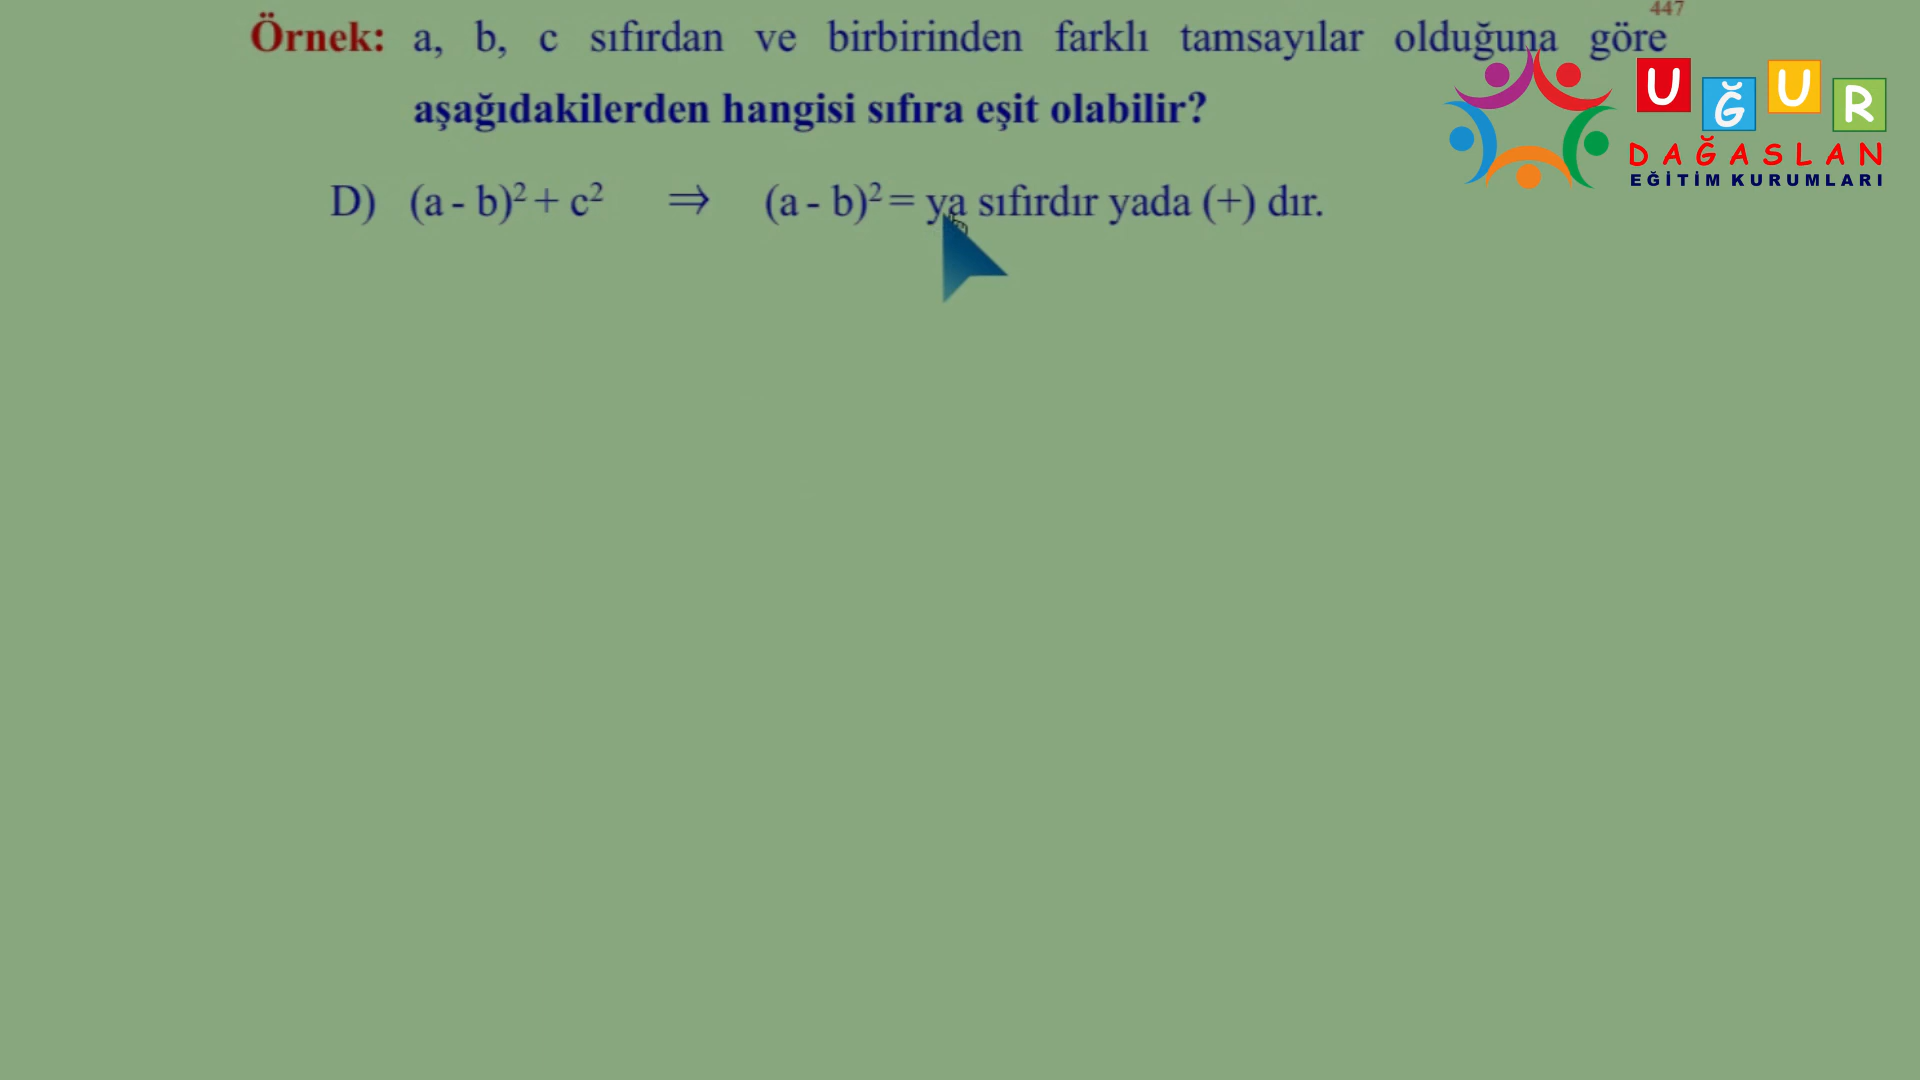 447
Örnek: a, b, c sıfırdan ve birbirinden farklı tamsayılar olduğuna göre
aşağıdakilerden hangisi sıfıra eşit olabilir?
UĞUR
DAĞASLAN
EĞİTİM KURUMLARI
D) (a - b)² + c² ⇒ (a - b)² = ya sıfırdır yada (+) dır.